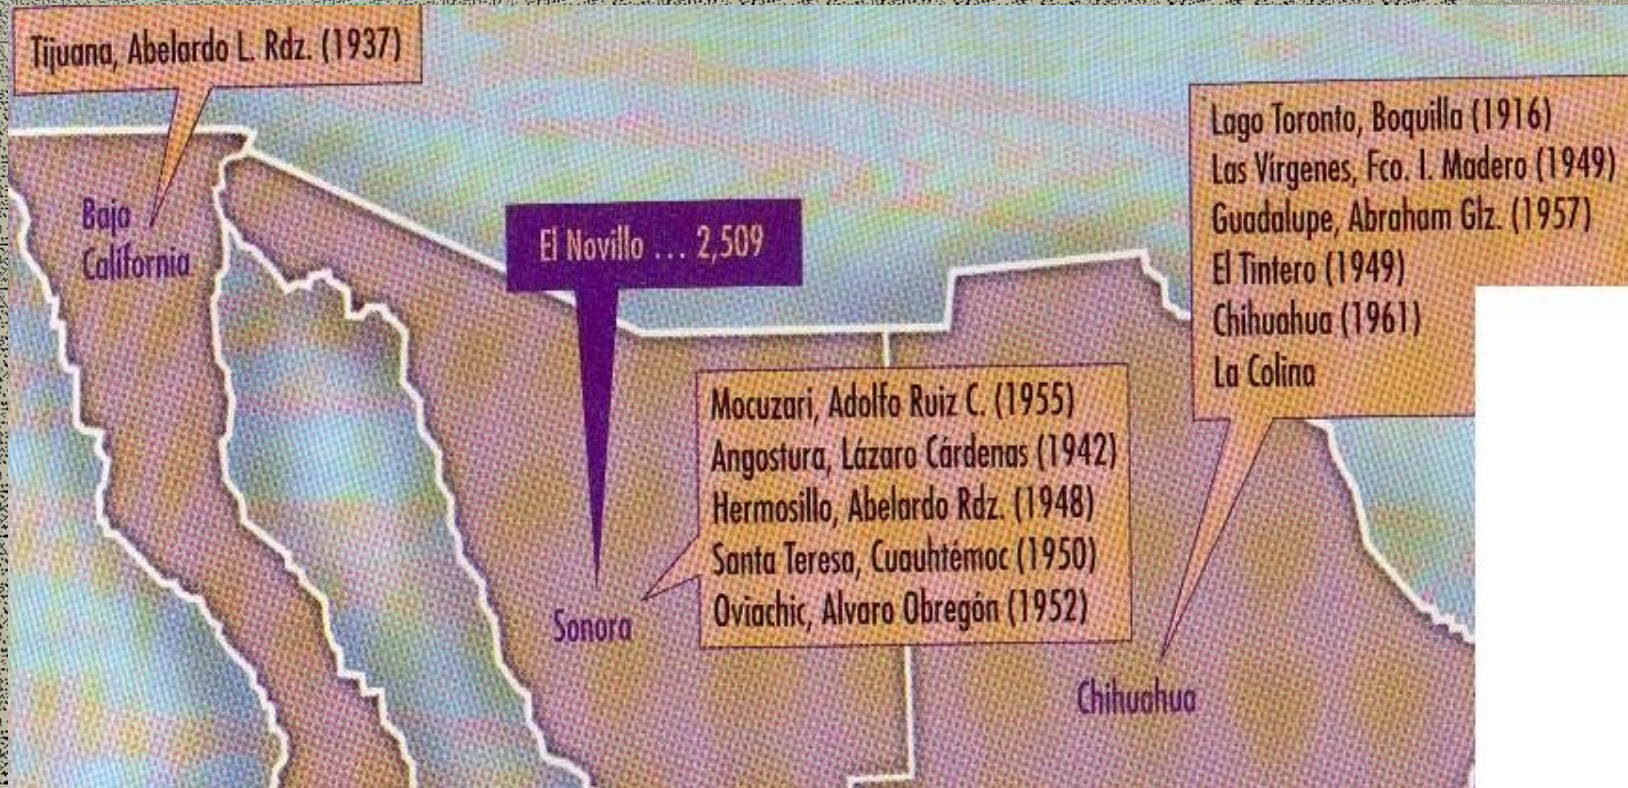 Tijuana, Abelardo L. Rdz. (1937)
Baja
California
El Novillo ... 2,509
Sonora
Mocuzari, Adolfo Ruiz C. (1955)
Angostura, Lázaro Cárdenas (1942)
Hermosillo, Abelardo Rdz. (1948)
Santa Teresa, Cuauhtémoc (1950)
Oviachic, Alvaro Obregón (1952)
Lago Toronto, Boquilla (1916)
Las Vírgenes, Fco. I. Madero (1949)
Guadalupe, Abraham Glz. (1957)
El Tintero (1949)
Chihuahua (1961)
La Colina
Chihuahua